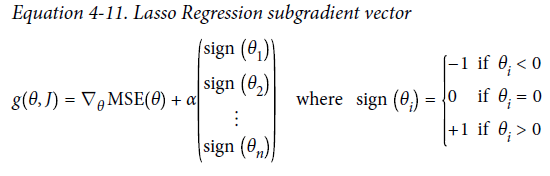 Equation 4-11. Lasso Regression subgradient vector
g(θ, J) = ∇θ MSE(θ) + α ( sign (θ1) sign (θ2) ⋮ sign (θn) ) where sign (θi) = { −1 if θi < 0 0 if θi = 0 +1 if θi > 0